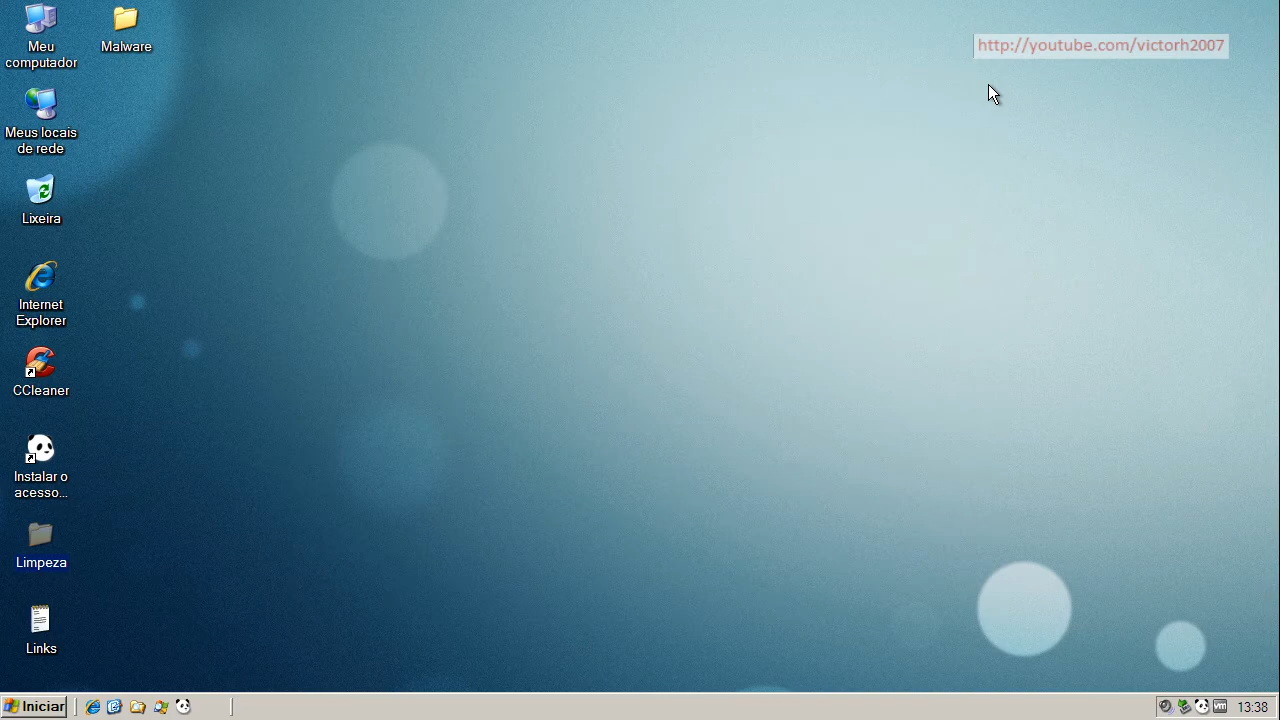 Meu
computador
Malware
http://youtube.com/victorh2007
Meus locais
de rede
Lixeira
Internet
Explorer
CCleaner
Instalar o
acesso...
Limpeza
Links
Iniciar
vm
13:38